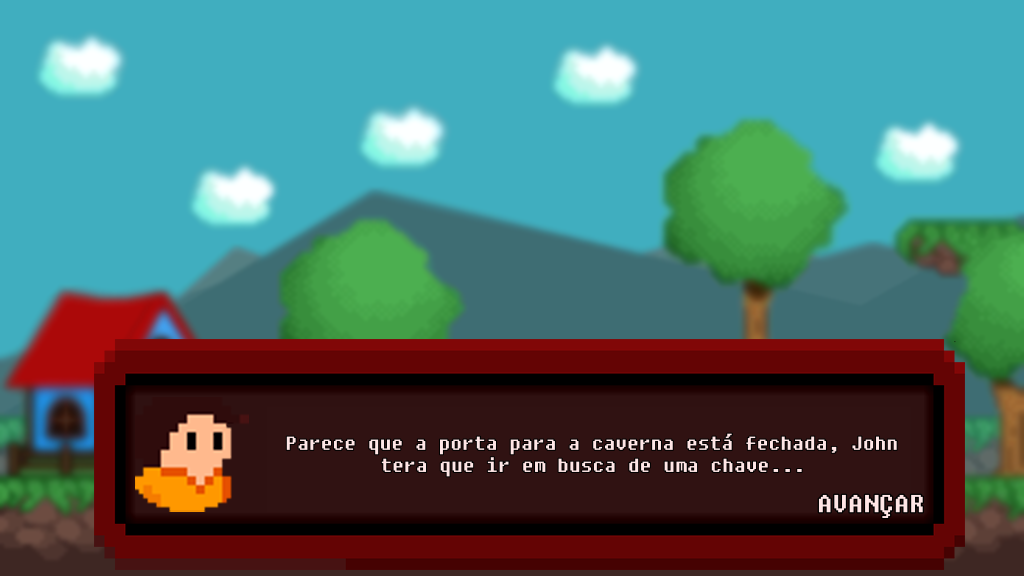 Parece que a porta para a caverna está fechada, John
tera que ir em busca de uma chave...
AVANÇAR